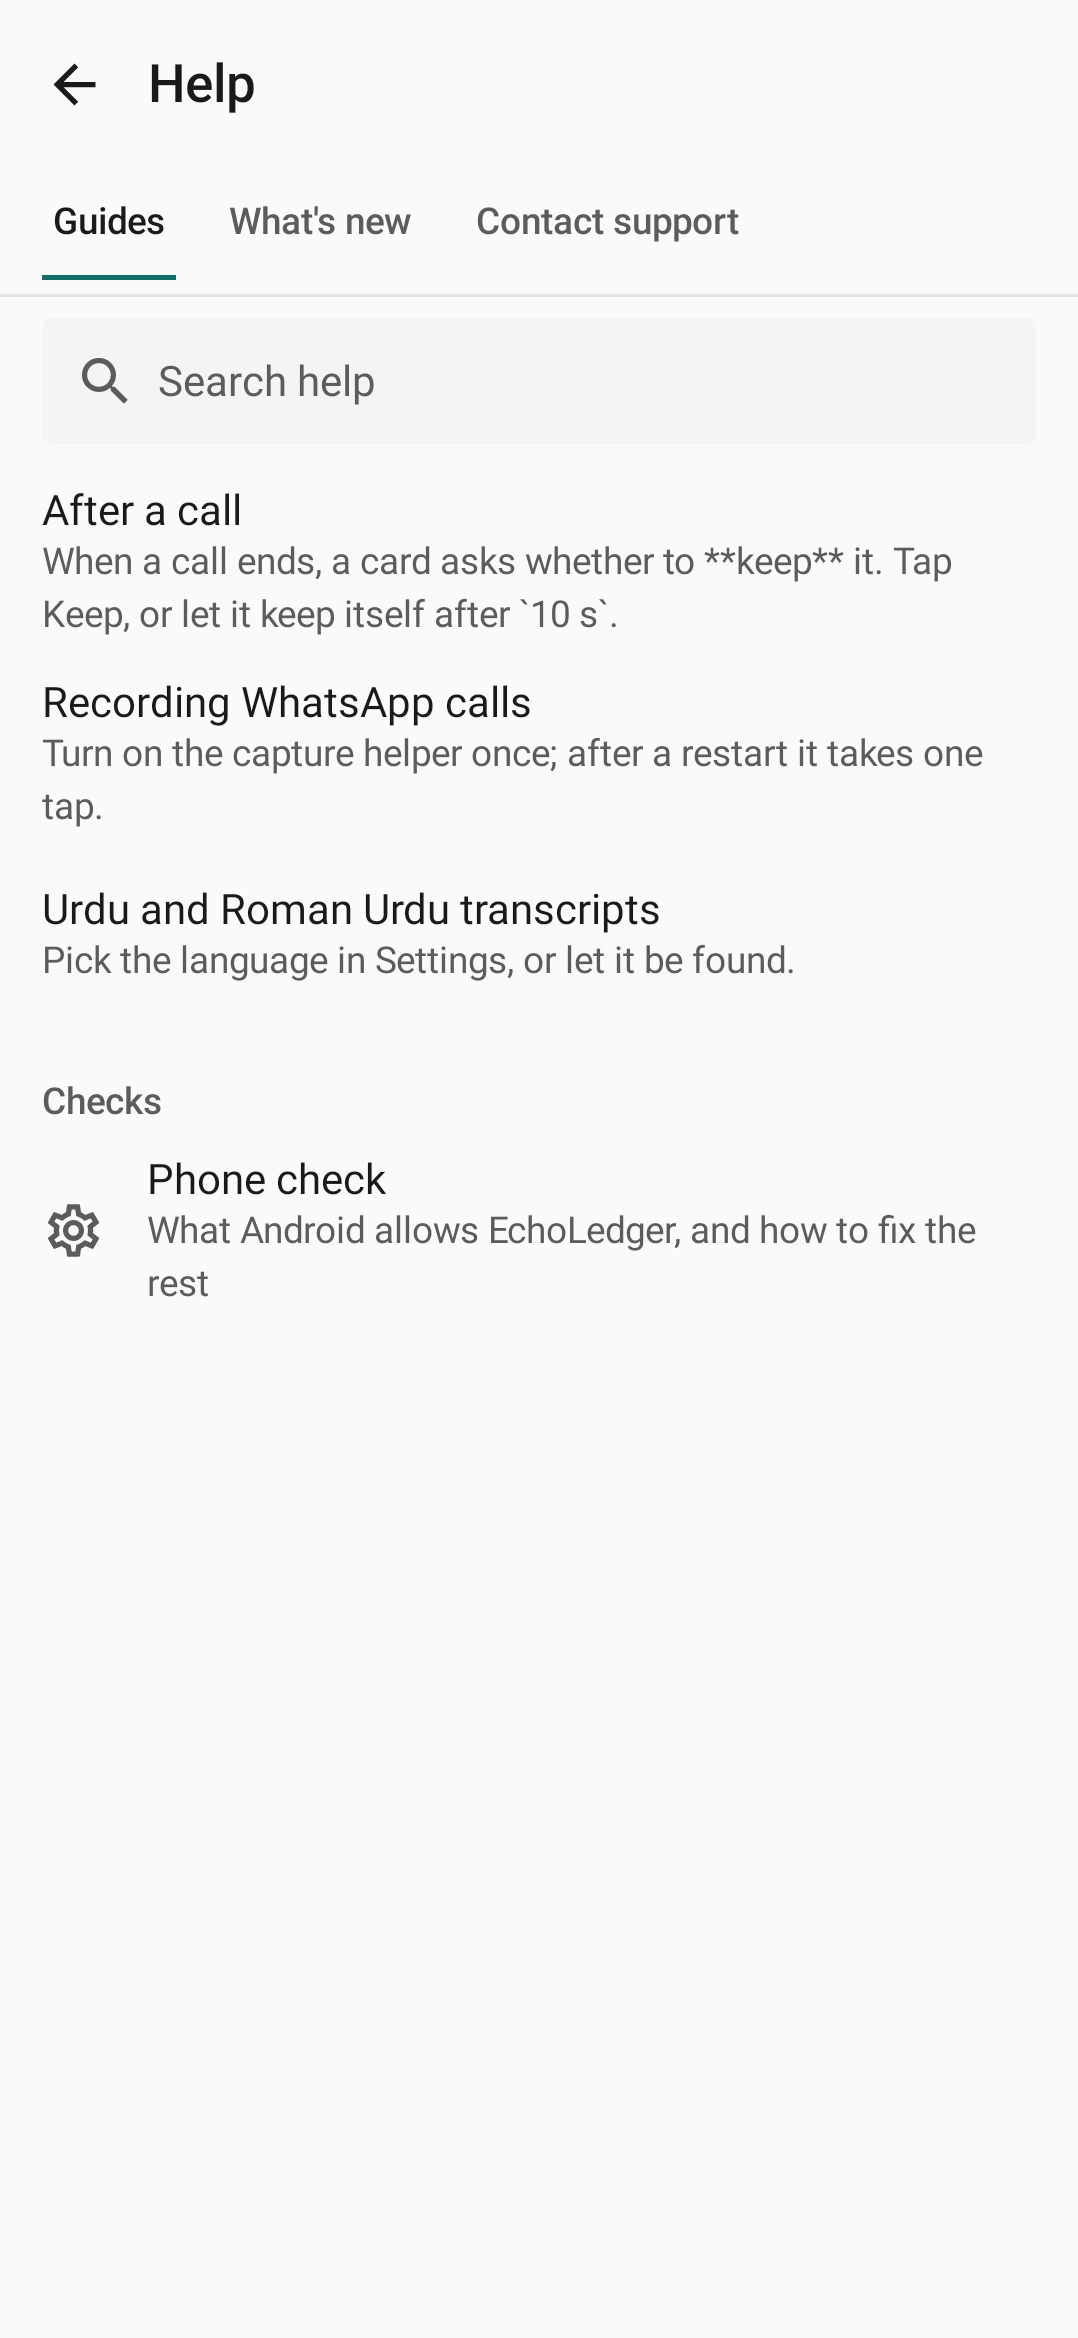 Help
Guides
What's new
Contact support
Search help
After a call
When a call ends, a card asks whether to **keep** it. Tap
Keep, or let it keep itself after `10 s`.
Recording WhatsApp calls
Turn on the capture helper once; after a restart it takes one
tap.
Urdu and Roman Urdu transcripts
Pick the language in Settings, or let it be found.
Checks
Phone check
What Android allows EchoLedger, and how to fix the
rest